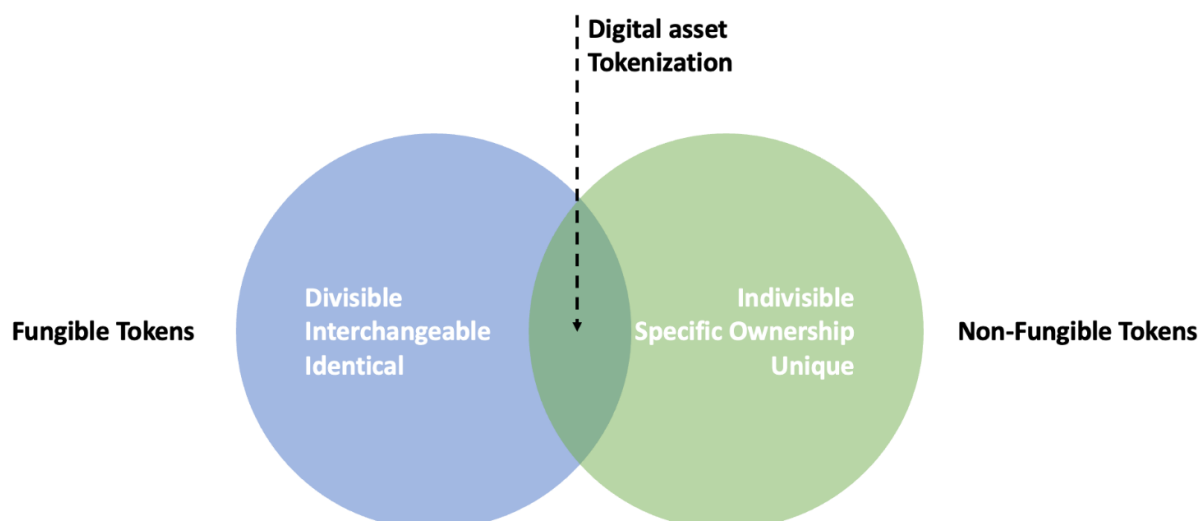 Digital asset
Tokenization
Fungible Tokens
Divisible
Interchangeable
Identical
Indivisible
Specific Ownership
Unique
Non-Fungible Tokens